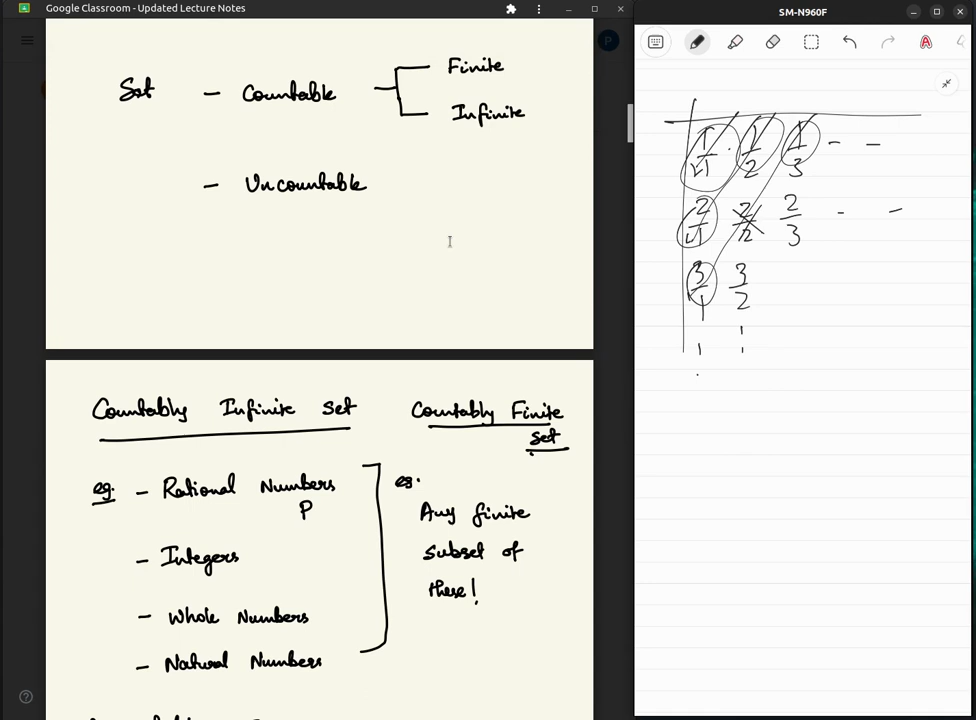 Google Classroom - Updated Lecture Notes
Set - Countable
Finite
Infinite
- Uncountable
Countably Infinite Set
eg. - Rational Numbers
P
- Integers
- Whole Numbers
- Natural Numbers
Countably Finite
Set
eg.
Any finite
subset of
these!
P
SM-N960F
A
1/1 1/2 1/3 - -
2/1 2/2 2/3 - -
3/1 3/2